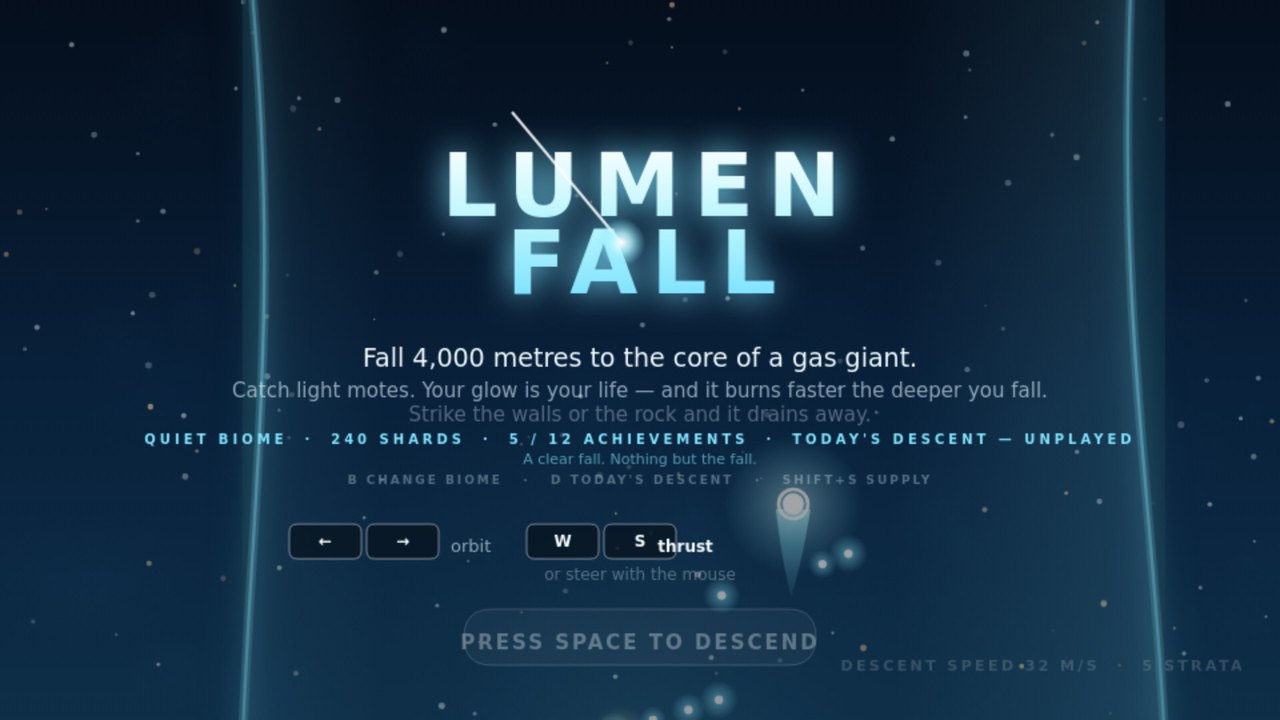 LUMEN
FALL
Fall 4,000 metres to the core of a gas giant.
Catch light motes. Your glow is your life — and it burns faster the deeper you fall.
Strike the walls or the rock and it drains away.
QUIET BIOME · 240 SHARDS · 5 / 12 ACHIEVEMENTS · TODAY'S DESCENT — UNPLAYED
A clear fall. Nothing but the fall.
B CHANGE BIOME · D TODAY'S DESCENT · SHIFT+S SUPPLY
← → orbit W S thrust
or steer with the mouse
PRESS SPACE TO DESCEND
DESCENT SPEED 32 M/S · 5 STRATA